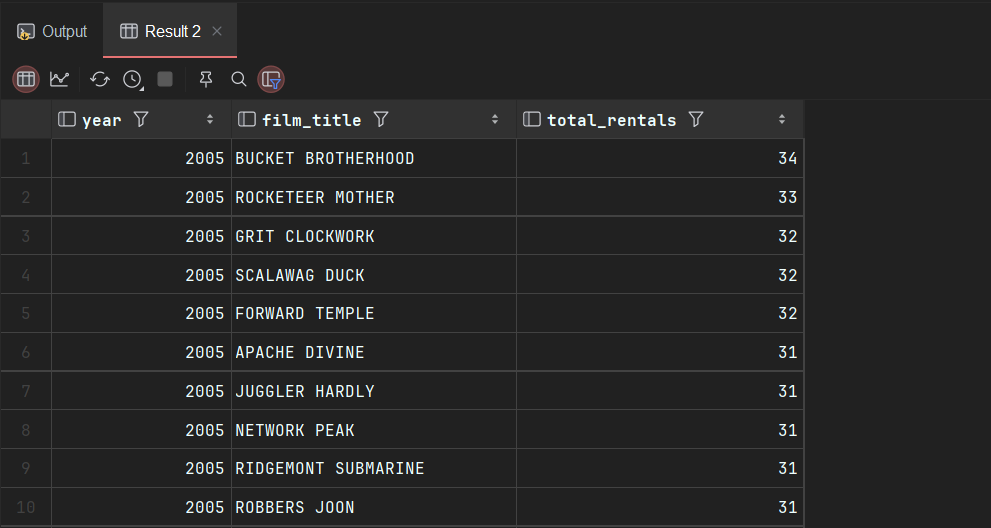 Output Result 2
year film_title total_rentals
1 2005 BUCKET BROTHERHOOD 34
2 2005 ROCKETEER MOTHER 33
3 2005 GRIT CLOCKWORK 32
4 2005 SCALAWAG DUCK 32
5 2005 FORWARD TEMPLE 32
6 2005 APACHE DIVINE 31
7 2005 JUGGLER HARDLY 31
8 2005 NETWORK PEAK 31
9 2005 RIDGEMONT SUBMARINE 31
10 2005 ROBBERS JOON 31